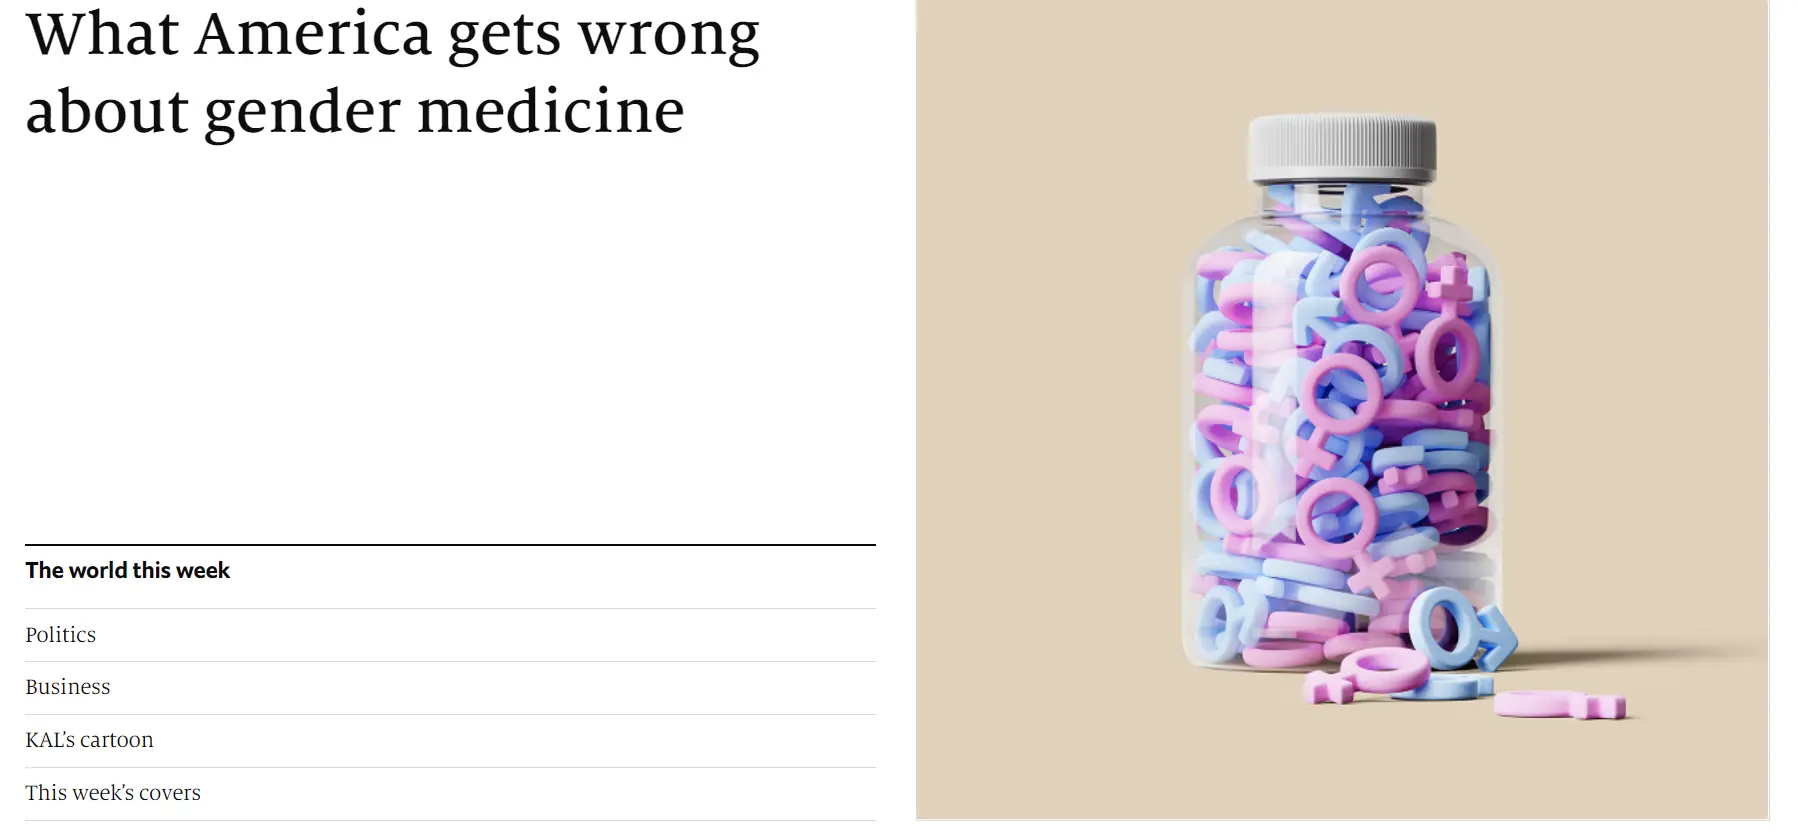 What America gets wrong
about gender medicine
The world this week
Politics
Business
KAL’s cartoon
This week’s covers